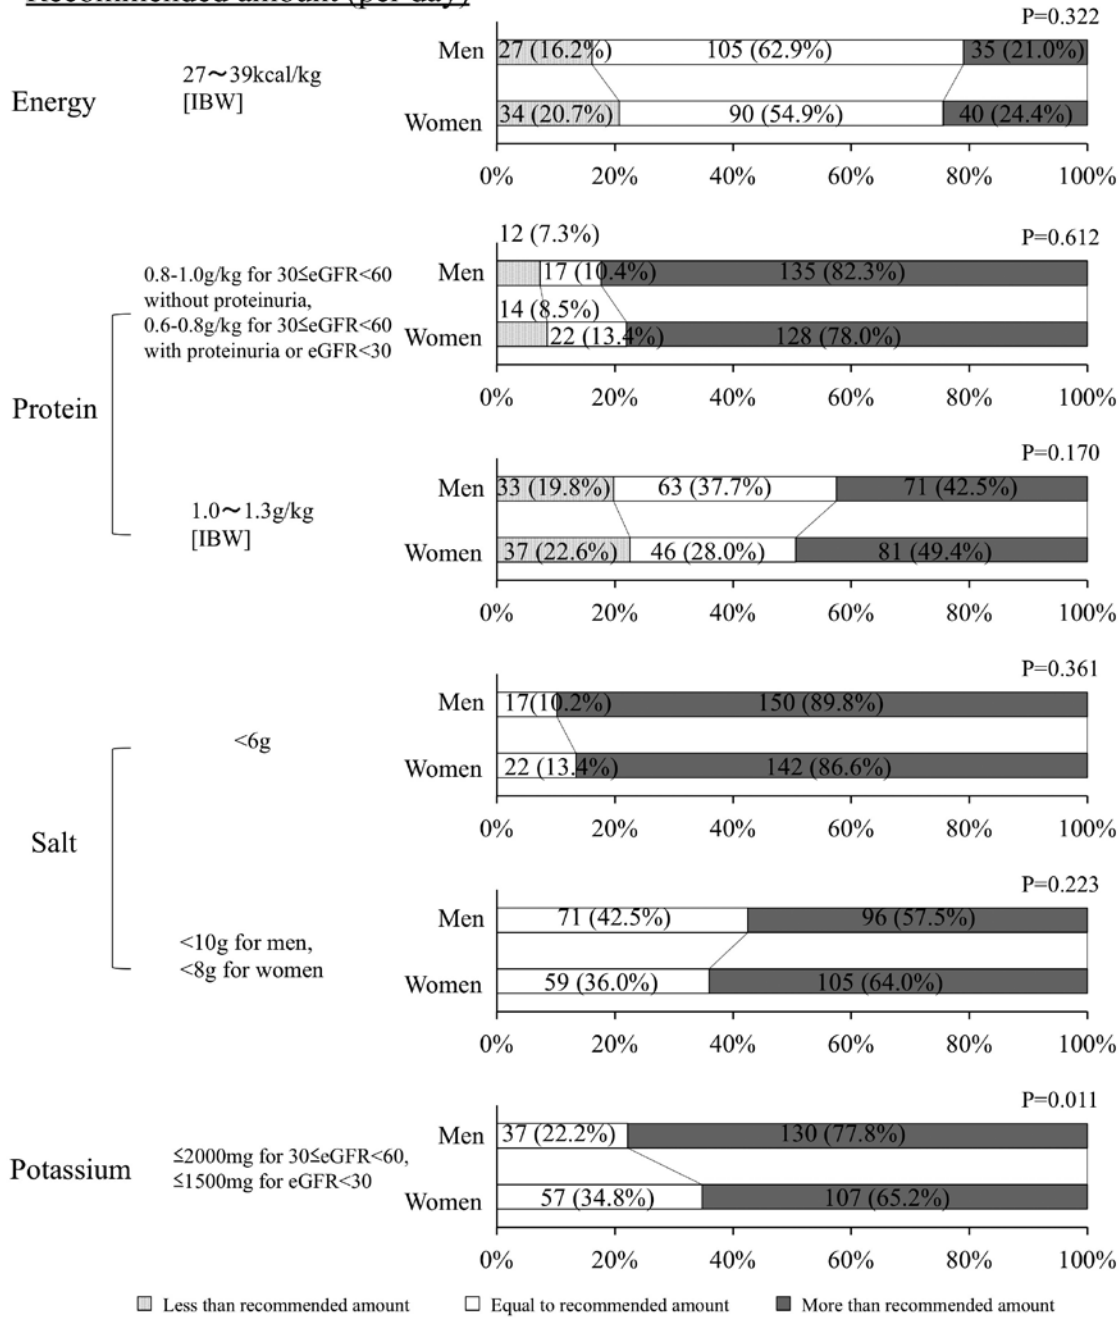 Recommended amount (per day)
P=0.322
Men 27 (16.2%) 105 (62.9%) 35 (21.0%)
27～39kcal/kg
[IBW]
Energy
Women 34 (20.7%) 90 (54.9%) 40 (24.4%)
0% 20% 40% 60% 80% 100%
12 (7.3%)
P=0.612
Men 17 (10.4%) 135 (82.3%)
0.8-1.0g/kg for 30≤eGFR<60
without proteinuria,
14 (8.5%)
0.6-0.8g/kg for 30≤eGFR<60
with proteinuria or eGFR<30
Women 22 (13.4%) 128 (78.0%)
0% 20% 40% 60% 80% 100%
Protein
P=0.170
Men 33 (19.8%) 63 (37.7%) 71 (42.5%)
1.0～1.3g/kg
[IBW]
Women 37 (22.6%) 46 (28.0%) 81 (49.4%)
0% 20% 40% 60% 80% 100%
P=0.361
Men 17(10.2%) 150 (89.8%)
<6g
Women 22 (13.4%) 142 (86.6%)
0% 20% 40% 60% 80% 100%
Salt
P=0.223
Men 71 (42.5%) 96 (57.5%)
<10g for men,
<8g for women
Women 59 (36.0%) 105 (64.0%)
0% 20% 40% 60% 80% 100%
P=0.011
Men 37 (22.2%) 130 (77.8%)
Potassium
≤2000mg for 30≤eGFR<60,
≤1500mg for eGFR<30
Women 57 (34.8%) 107 (65.2%)
0% 20% 40% 60% 80% 100%
Less than recommended amount Equal to recommended amount More than recommended amount